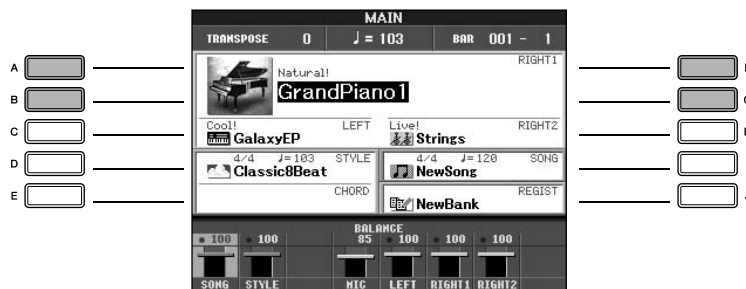 MAIN
TRANSPOSE 0 ♩= 103 BAR 001 - 1
RIGHT1
Natural!
GrandPiano1
Cool! LEFT Live! RIGHT2
GalaxyEP Strings
4/4 ♩=103 STYLE 4/4 ♩=120 SONG
Classic8Beat NewSong
CHORD REGIST
NewBank
BALANCE
100 100 85 100 100 100
SONG STYLE MIC LEFT RIGHT1 RIGHT2
A
B
C
D
E